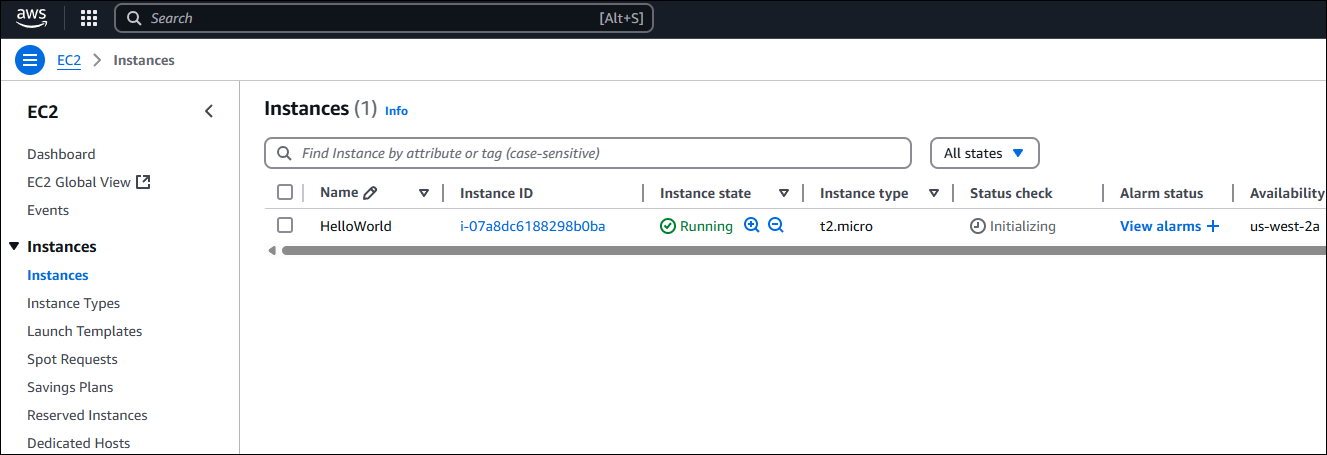 aws
Search [Alt+S]
EC2 Instances
EC2
Dashboard
EC2 Global View
Events
Instances
Instances
Instance Types
Launch Templates
Spot Requests
Savings Plans
Reserved Instances
Dedicated Hosts
Instances (1) Info
Find Instance by attribute or tag (case-sensitive) All states
Name Instance ID Instance state Instance type Status check Alarm status Availability
HelloWorld i-07a8dc6188298b0ba Running t2.micro Initializing View alarms + us-west-2a